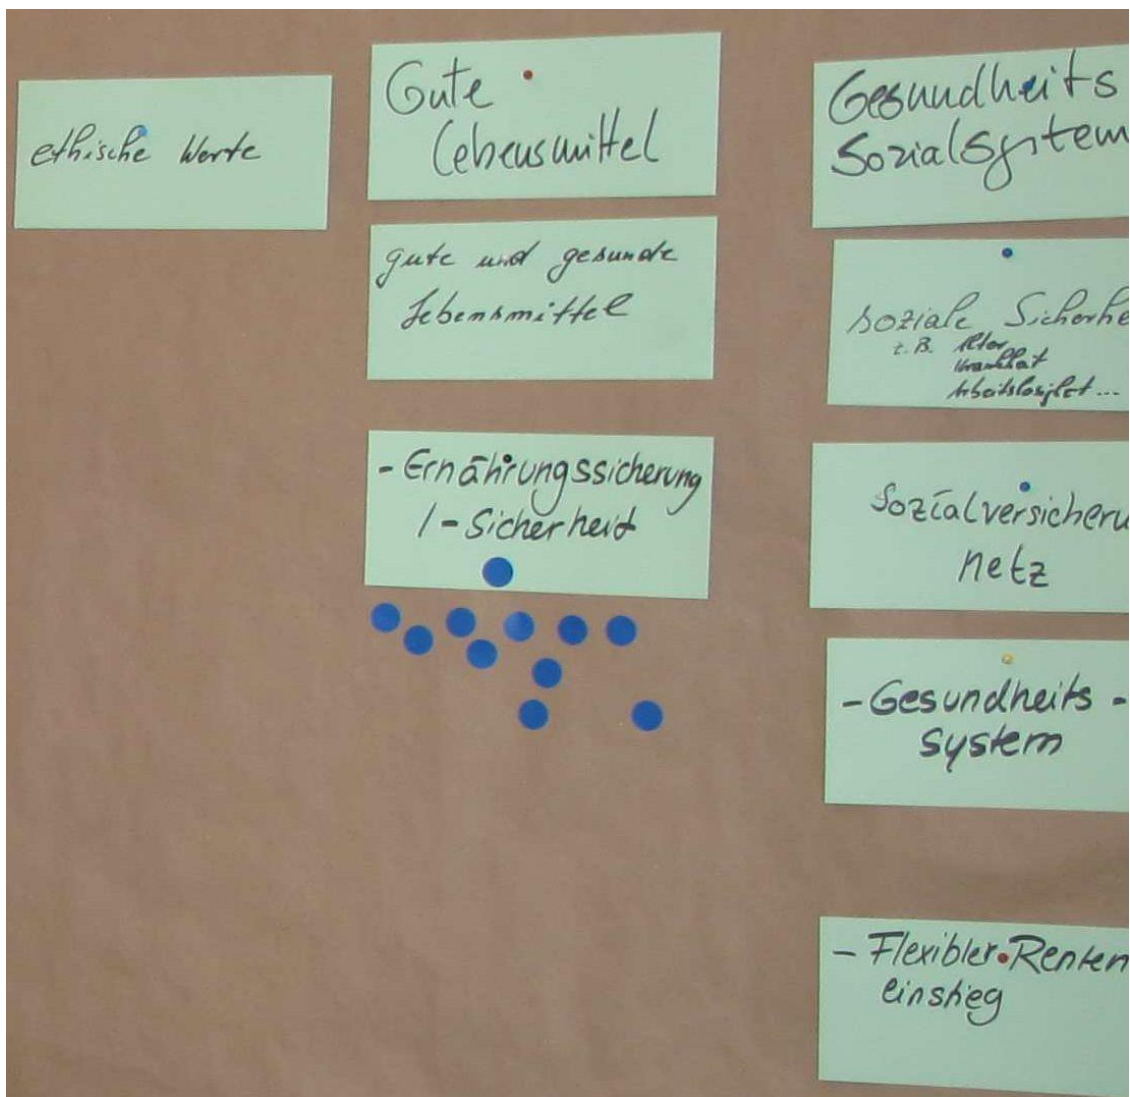 ethische Werte
Gute
Lebensmittel
gute und gesunde
Lebensmittel
- Ernährungssicherung
/ - Sicherheit
Gesundheits
Sozialsystem
soziale Sicherhe
z.B. Alter
Krankheit
Arbeitslosigkeit ...
Sozialversicheru
netz
- Gesundheits -
system
- Flexibler Renten
einstieg